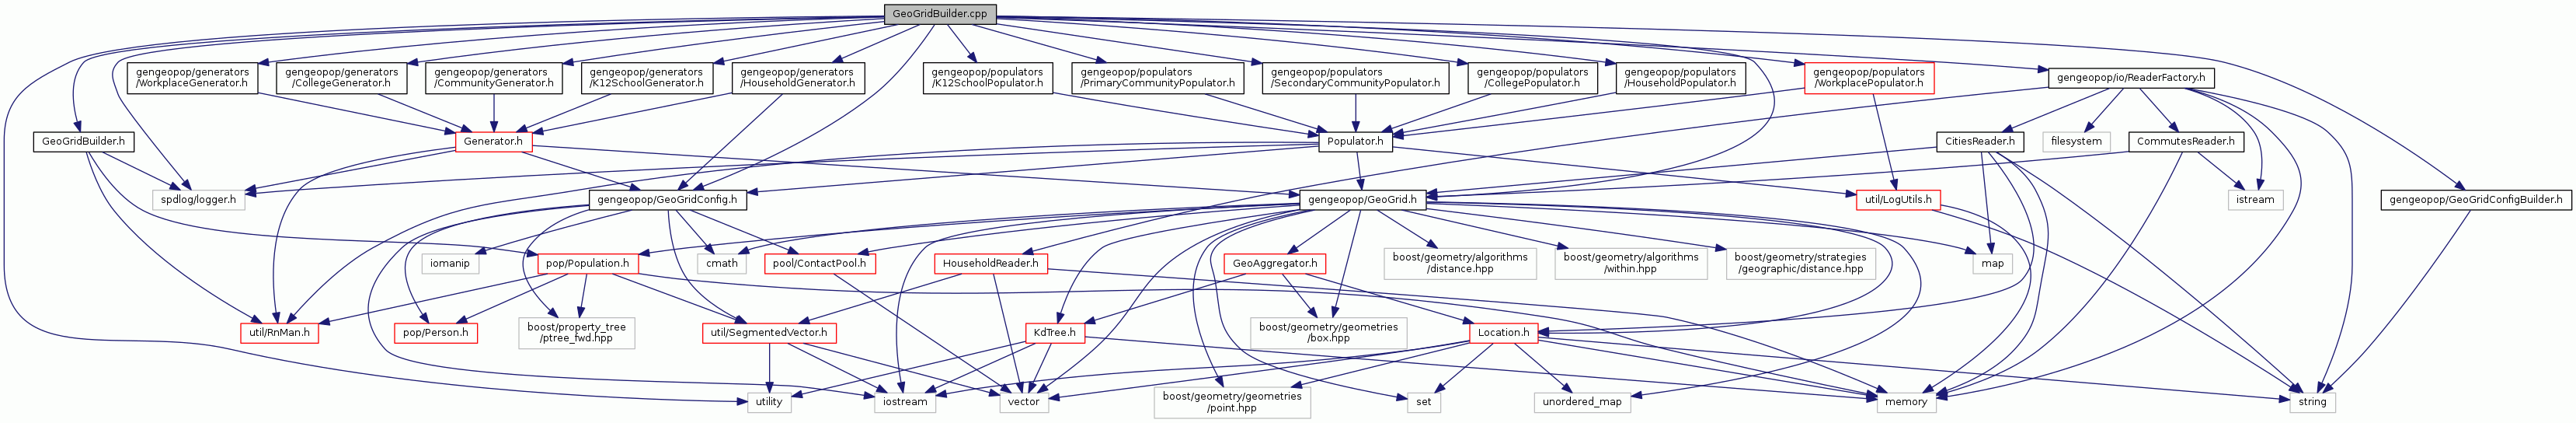 GeoGridBuilder.cpp
gengeopop/generators
/WorkplaceGenerator.h
gengeopop/generators
/CollegeGenerator.h
gengeopop/generators
/CommunityGenerator.h
gengeopop/generators
/K12SchoolGenerator.h
gengeopop/generators
/HouseholdGenerator.h
gengeopop/populators
/K12SchoolPopulator.h
gengeopop/populators
/PrimaryCommunityPopulator.h
gengeopop/populators
/SecondaryCommunityPopulator.h
gengeopop/populators
/CollegePopulator.h
gengeopop/populators
/HouseholdPopulator.h
gengeopop/populators
/WorkplacePopulator.h
gengeopop/io/ReaderFactory.h
GeoGridBuilder.h
Generator.h
Populator.h
CitiesReader.h
filesystem
CommutesReader.h
spdlog/logger.h
gengeopop/GeoGridConfig.h
gengeopop/GeoGrid.h
util/LogUtils.h
istream
gengeopop/GeoGridConfigBuilder.h
iomanip
pop/Population.h
cmath
pool/ContactPool.h
HouseholdReader.h
GeoAggregator.h
boost/geometry/algorithms
/distance.hpp
boost/geometry/algorithms
/within.hpp
boost/geometry/strategies
/geographic/distance.hpp
map
util/RnMan.h
pop/Person.h
boost/property_tree
/ptree_fwd.hpp
util/SegmentedVector.h
KdTree.h
boost/geometry/geometries
/box.hpp
Location.h
utility
iostream
vector
boost/geometry/geometries
/point.hpp
set
unordered_map
memory
string